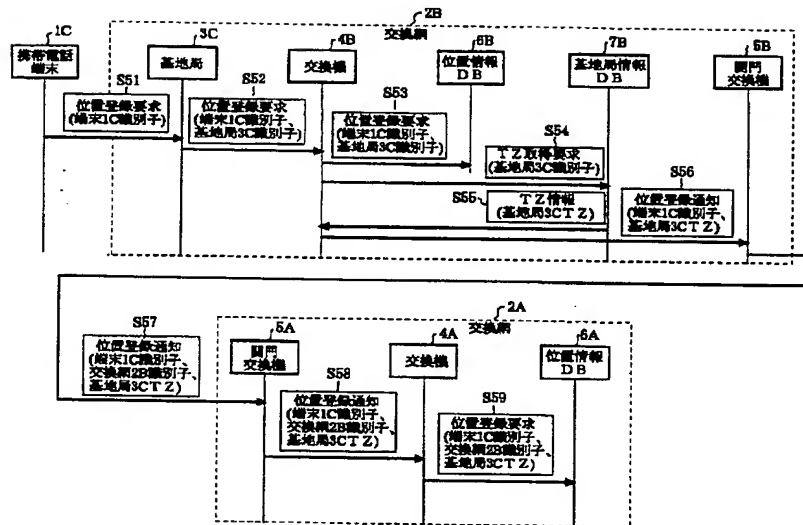 2B
交換網
1C
携帯電話
端末
3C
基地局
4B
交換機
6B
位置情報
DB
7B
基地局情報
DB
5B
関門
交換機
S51
位置登録要求
(端末1C識別子)
S52
位置登録要求
(端末1C識別子、
基地局3C識別子)
S53
位置登録要求
(端末1C識別子、
基地局3C識別子)
S54
TZ取得要求
(基地局3C識別子)
S55
TZ情報
(基地局3CTZ)
S56
位置登録通知
(端末1C識別子、
基地局3CTZ)
S57
位置登録通知
(端末1C識別子、
交換網2B識別子、
基地局3CTZ)
2A
交換網
5A
関門
交換機
4A
交換機
6A
位置情報
DB
S58
位置登録通知
(端末1C識別子、
交換網2B識別子、
基地局3CTZ)
S59
位置登録要求
(端末1C識別子、
交換網2B識別子、
基地局3CTZ)